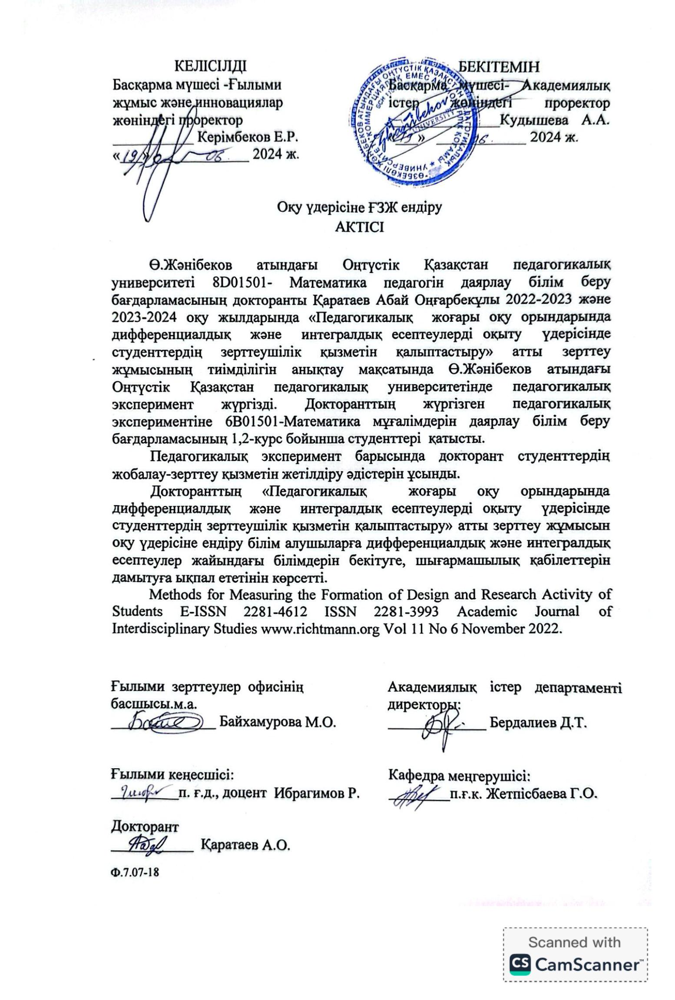 КЕЛІСІЛДІ
Басқарма мүшесі -Ғылыми
жұмыс және инновациялар
жөніндегі проректор
Керімбеков Е.Р.
«19» 06. 2024 ж.
БЕКІТЕМІН
Басқарма мүшесі- Академиялық
істер жөніндегі проректор
Кудышева А.А.
«19» 06. 2024 ж.
Zhanibekov
UNIVERSITY
Оқу үдерісіне ҒЗЖ ендіру
АКТІСІ
Ө.Жәнібеков атындағы Оңтүстік Қазақстан педагогикалық
университеті 8D01501- Математика педагогін даярлау білім беру
бағдарламасының докторанты Қаратаев Абай Оңғарбекұлы 2022-2023 және
2023-2024 оқу жылдарында «Педагогикалық жоғары оқу орындарында
дифференциалдық және интегралдық есептеулерді оқыту үдерісінде
студенттердің зерттеушілік қызметін қалыптастыру» атты зерттеу
жұмысының тиімділігін анықтау мақсатында Ө.Жәнібеков атындағы
Оңтүстік Қазақстан педагогикалық университетінде педагогикалық
эксперимент жүргізді. Докторанттың жүргізген педагогикалық
экспериментіне 6В01501-Математика мұғалімдерін даярлау білім беру
бағдарламасының 1,2-курс бойынша студенттері қатысты.
Педагогикалық эксперимент барысында докторант студенттердің
жобалау-зерттеу қызметін жетілдіру әдістерін ұсынды.
Докторанттың «Педагогикалық жоғары оқу орындарында
дифференциалдық және интегралдық есептеулерді оқыту үдерісінде
студенттердің зерттеушілік қызметін қалыптастыру» атты зерттеу жұмысын
оқу үдерісіне ендіру білім алушыларға дифференциалдық және интегралдық
есептеулер жайындағы білімдерін бекітуге, шығармашылық қабілеттерін
дамытуға ықпал ететінін көрсетті.
Methods for Measuring the Formation of Design and Research Activity of
Students E-ISSN 2281-4612 ISSN 2281-3993 Academic Journal of
Interdisciplinary Studies www.richtmann.org Vol 11 No 6 November 2022.
Ғылыми зерттеулер офисінің
басшысы.м.а.
Байхамурова М.О.
Академиялық істер департаменті
директоры:
Бердалиев Д.Т.
Ғылыми кеңесшісі:
п. ғ.д., доцент Ибрагимов Р.
Кафедра меңгерушісі:
п.ғ.к. Жетпісбаева Г.О.
Докторант
Қаратаев А.О.
Ф.7.07-18
Scanned with
CS CamScanner™